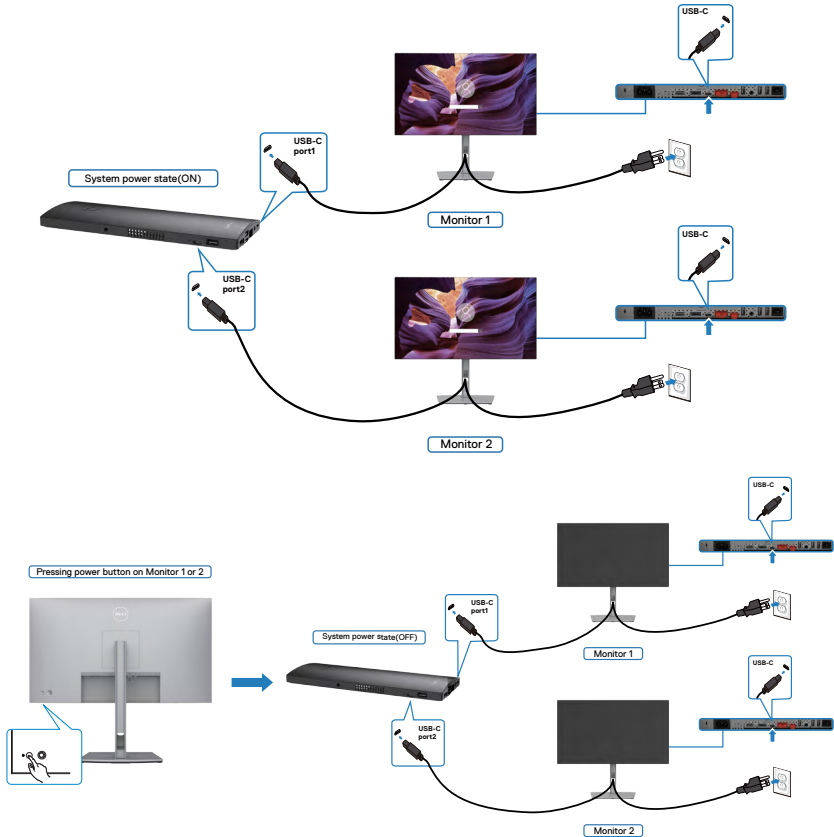 USB-C
USB-C
port1
System power state(ON)
Monitor 1
USB-C
USB-C
port2
Monitor 2
USB-C
Pressing power button on Monitor 1 or 2
DELL
USB-C
port1
System power state(OFF)
Monitor 1
USB-C
USB-C
port2
Monitor 2